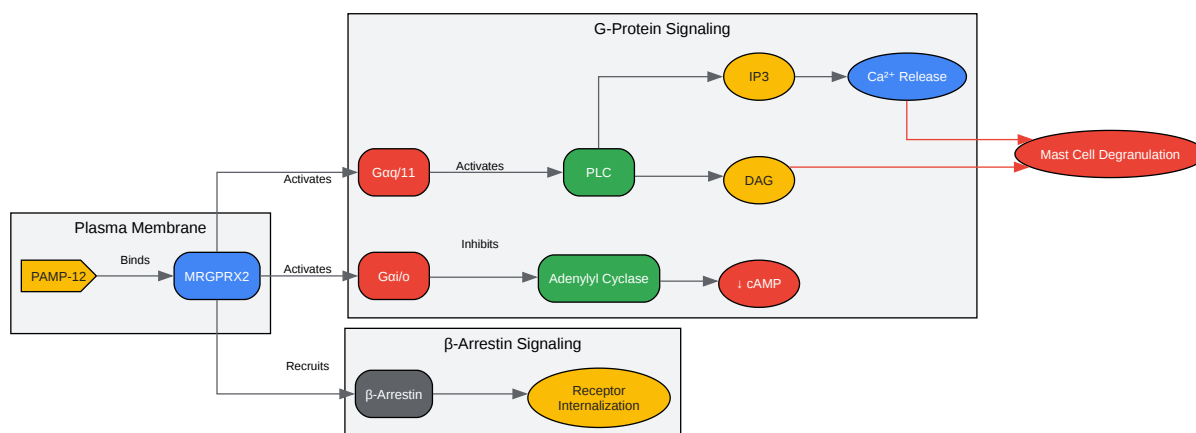 G-Protein Signaling
IP3
Ca²⁺ Release
Mast Cell Degranulation
Gαq/11
Activates
PLC
DAG
Activates
Plasma Membrane
PAMP-12
Binds
MRGPRX2
Activates
Gαi/o
Inhibits
Adenylyl Cyclase
↓ cAMP
β-Arrestin Signaling
Recruits
β-Arrestin
Receptor
Internalization